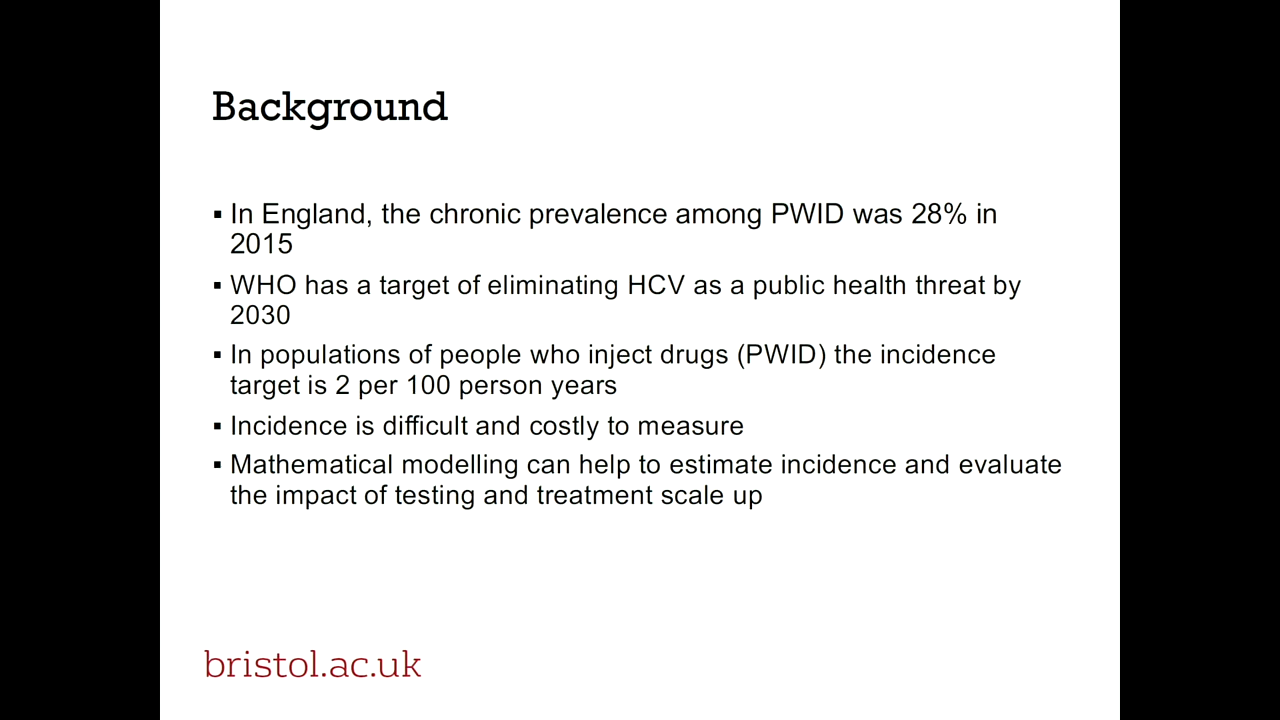 Background
▪ In England, the chronic prevalence among PWID was 28% in
2015
▪ WHO has a target of eliminating HCV as a public health threat by
2030
▪ In populations of people who inject drugs (PWID) the incidence
target is 2 per 100 person years
▪ Incidence is difficult and costly to measure
▪ Mathematical modelling can help to estimate incidence and evaluate
the impact of testing and treatment scale up
bristol.ac.uk